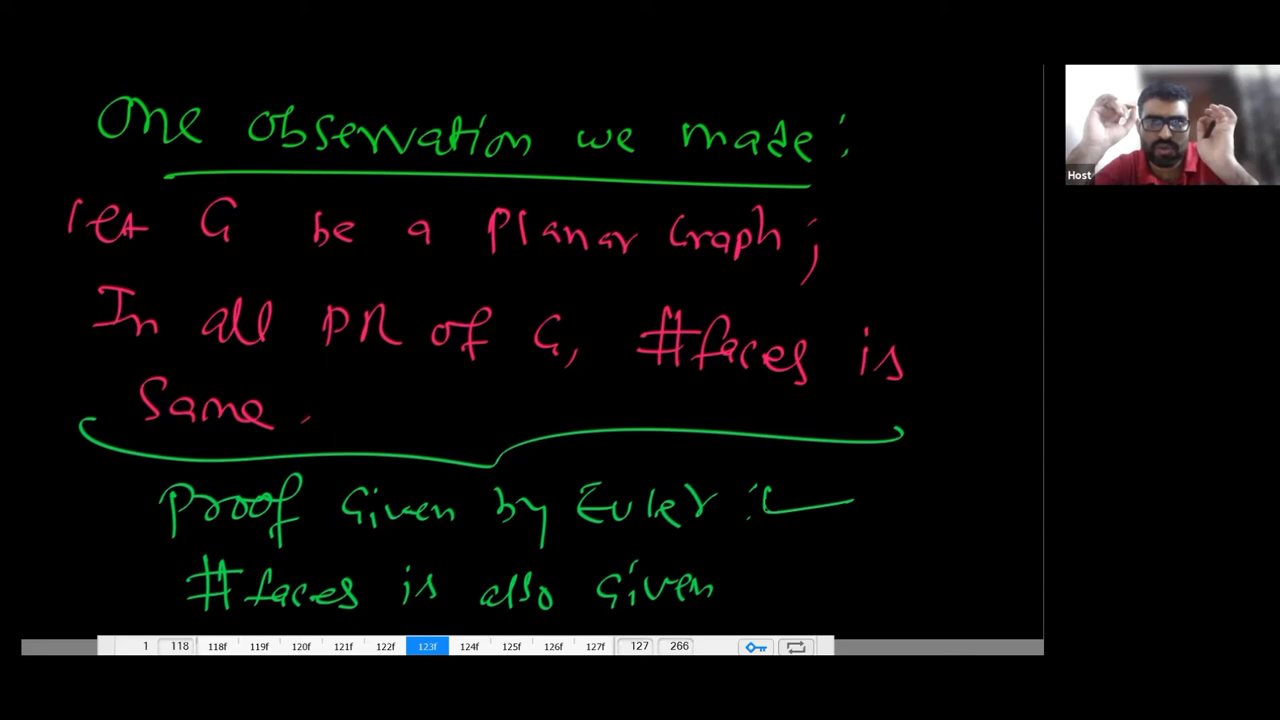 One observation we made :
let G be a Planar Graph ;
Host
In all PR of G, #faces is
Same .
Proof Given by Euler :
#faces is also Given
1 118 118f 119f 120f 121f 122f 123f 124f 125f 126f 127f 127 266